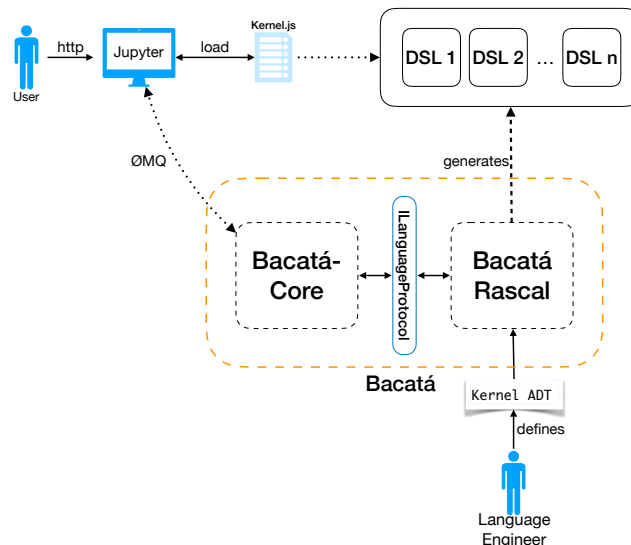 Kernel.js
http
Jupyter
load
DSL 1
DSL 2
...
DSL n
User
ØMQ
generates
Bacatá-
Core
ILanguageProtocol
Bacatá
Rascal
Bacatá
Kernel ADT
defines
Language
Engineer